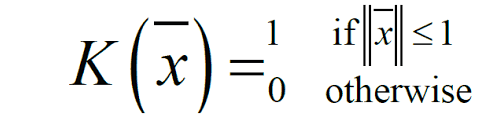 K(x̅) = 1 if ‖x̅‖ ≤ 1
0 otherwise